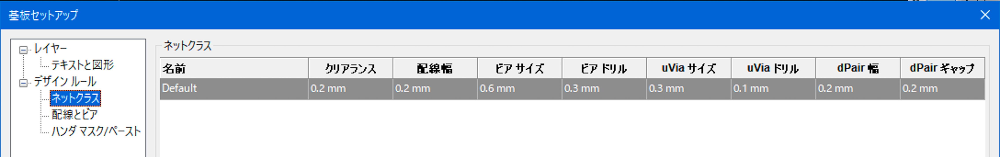 基板セットアップ
レイヤー
テキストと図形
デザイン ルール
ネットクラス
配線とビア
ハンダ マスク/ペースト
ネットクラス
名前 クリアランス 配線幅 ビア サイズ ビア ドリル uVia サイズ uVia ドリル dPair 幅 dPair ギャップ
Default 0.2 mm 0.2 mm 0.6 mm 0.3 mm 0.3 mm 0.1 mm 0.2 mm 0.2 mm